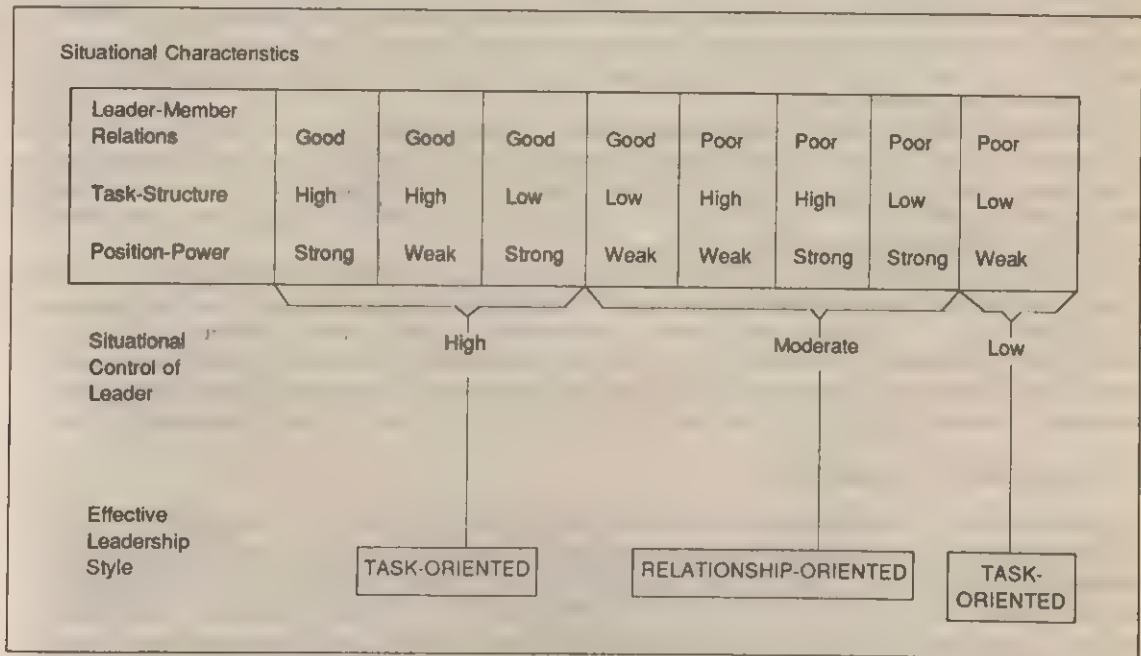 Situational Characteristics
Leader-Member
Relations Good Good Good Good Poor Poor Poor Poor
Task-Structure High High Low Low High High Low Low
Position-Power Strong Weak Strong Weak Weak Strong Strong Weak
Situational
Control of
Leader
High Moderate Low
Effective
Leadership
Style
TASK-ORIENTED RELATIONSHIP-ORIENTED TASK-
ORIENTED